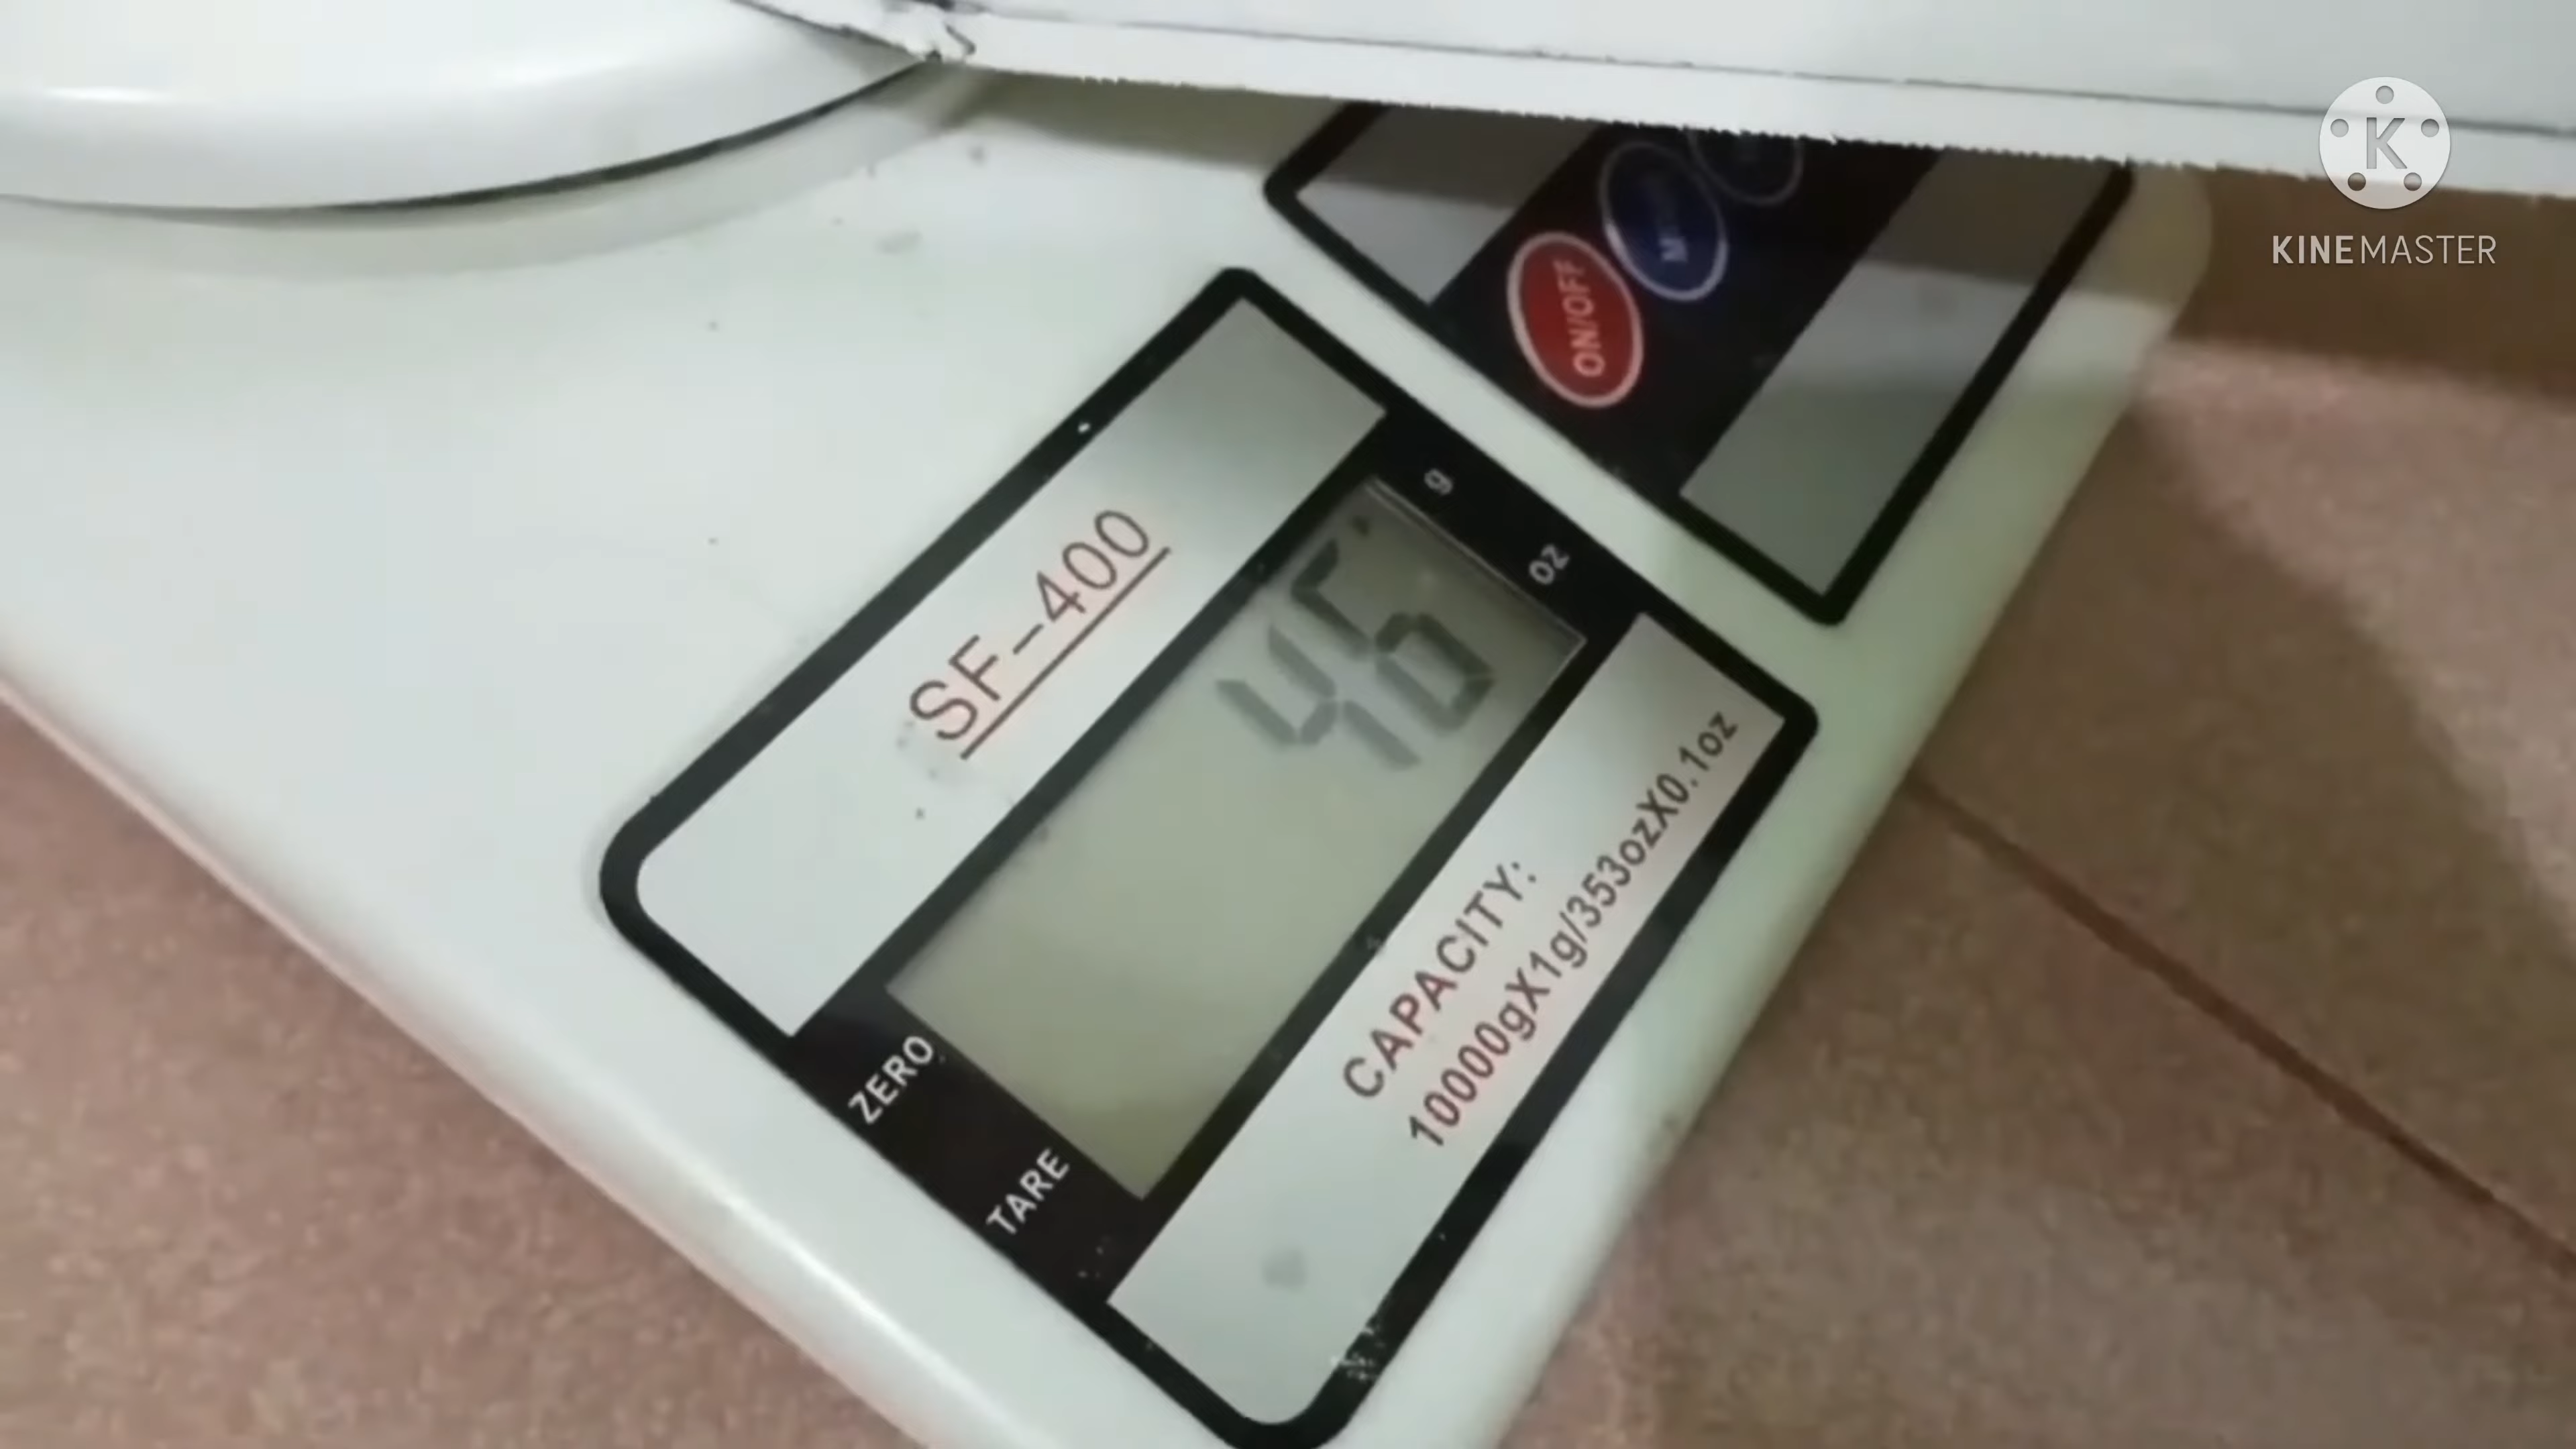 KINEMASTER
ON/OFF
g
oz
SF-400
46
ZERO
TARE
CAPACITY:
10000gX1g/353ozX0.1oz